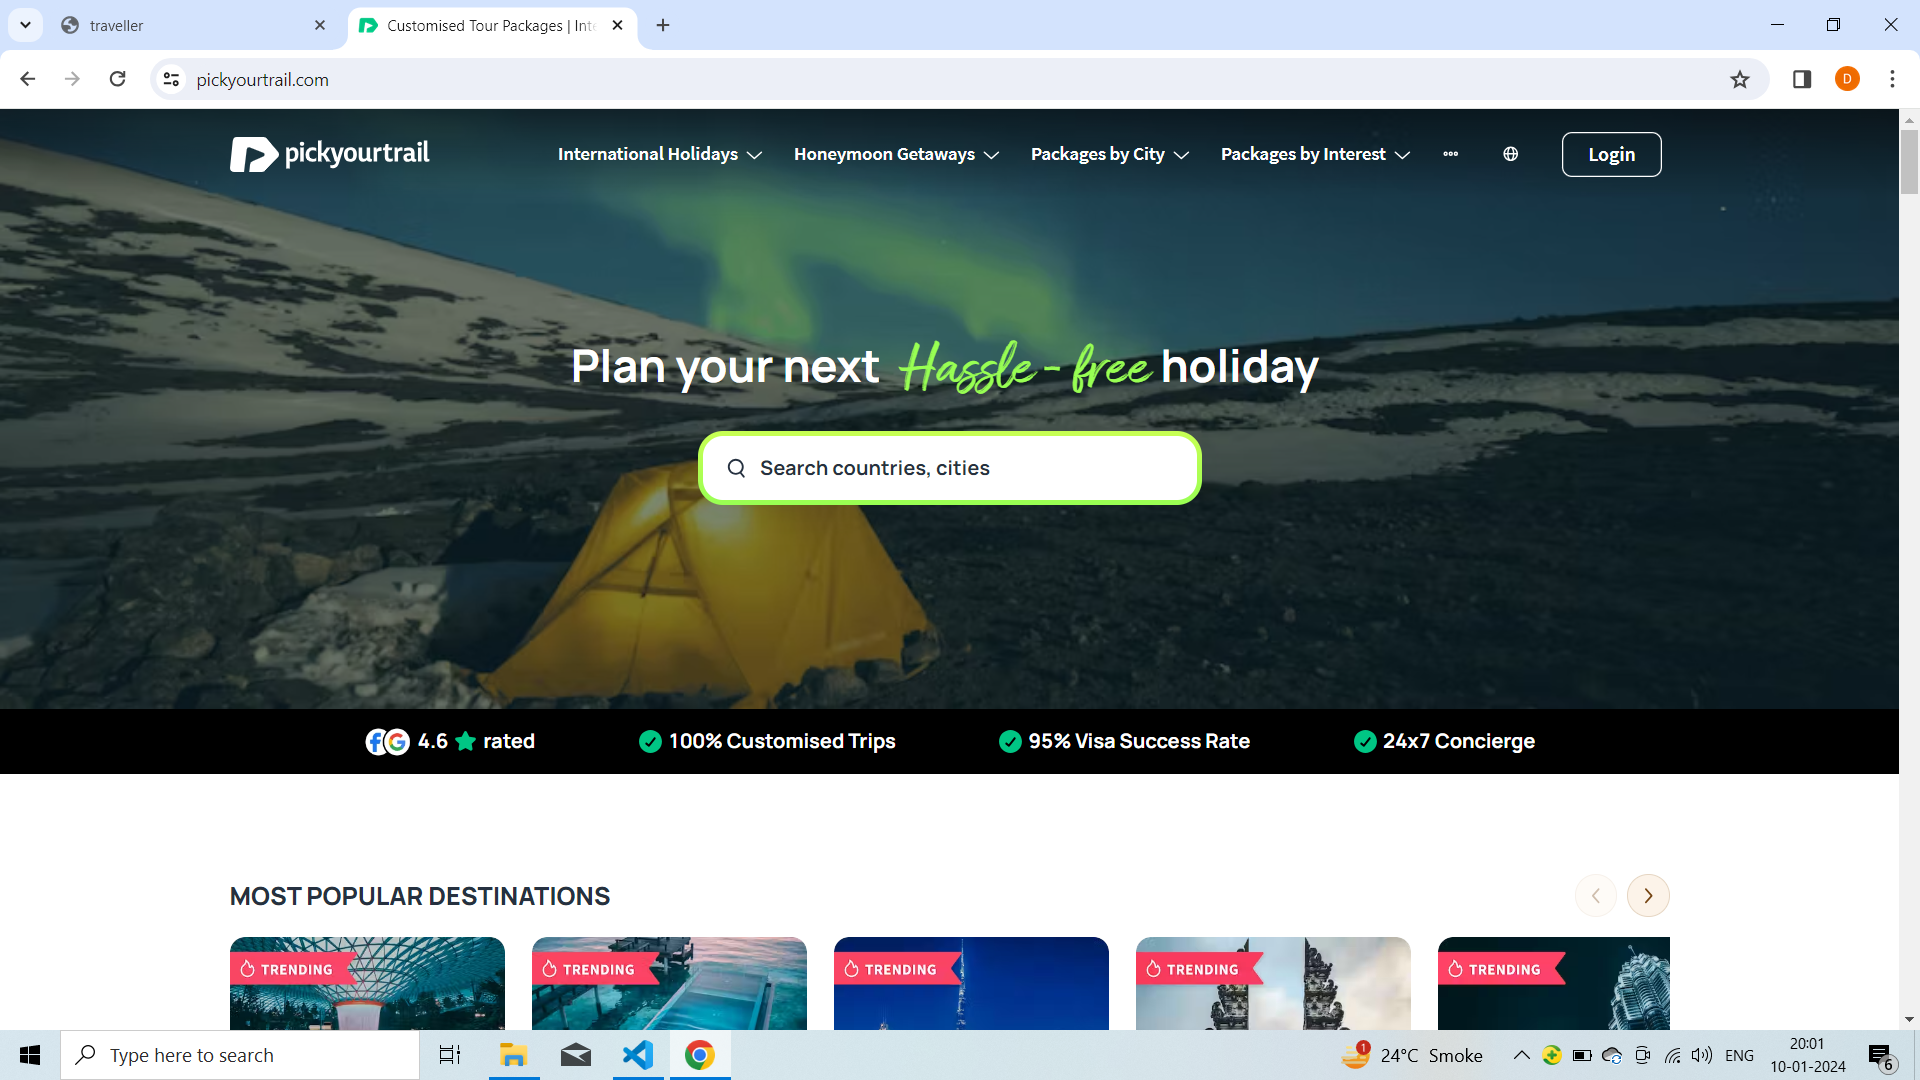 traveller
Customised Tour Packages | Inte
pickyourtrail.com
D
pickyourtrail
International Holidays
Honeymoon Getaways
Packages by City
Packages by Interest
Login
Plan your next Hassle - free holiday
Search countries, cities
4.6 rated
100% Customised Trips
95% Visa Success Rate
24x7 Concierge
MOST POPULAR DESTINATIONS
TRENDING
TRENDING
TRENDING
TRENDING
TRENDING
Type here to search
1
24°C Smoke
ENG
20:01
10-01-2024
6